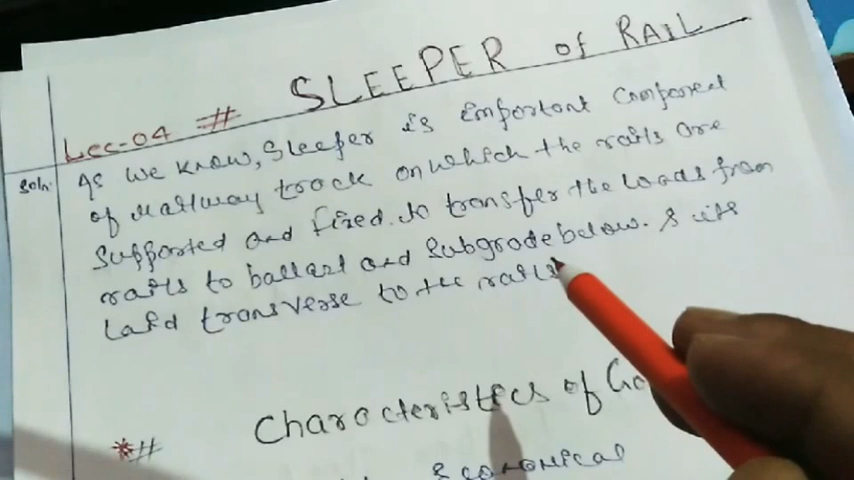 SLEEPER of RAIL
Lec-04 #
Soln: As we know, Sleeper is important Component
of railway track on which the rails are
supported and fixed. to transfer the loads from
rails to ballast and subgrade below. & its
Laid transverse to the rails
*# Characteristics of Go
Economical